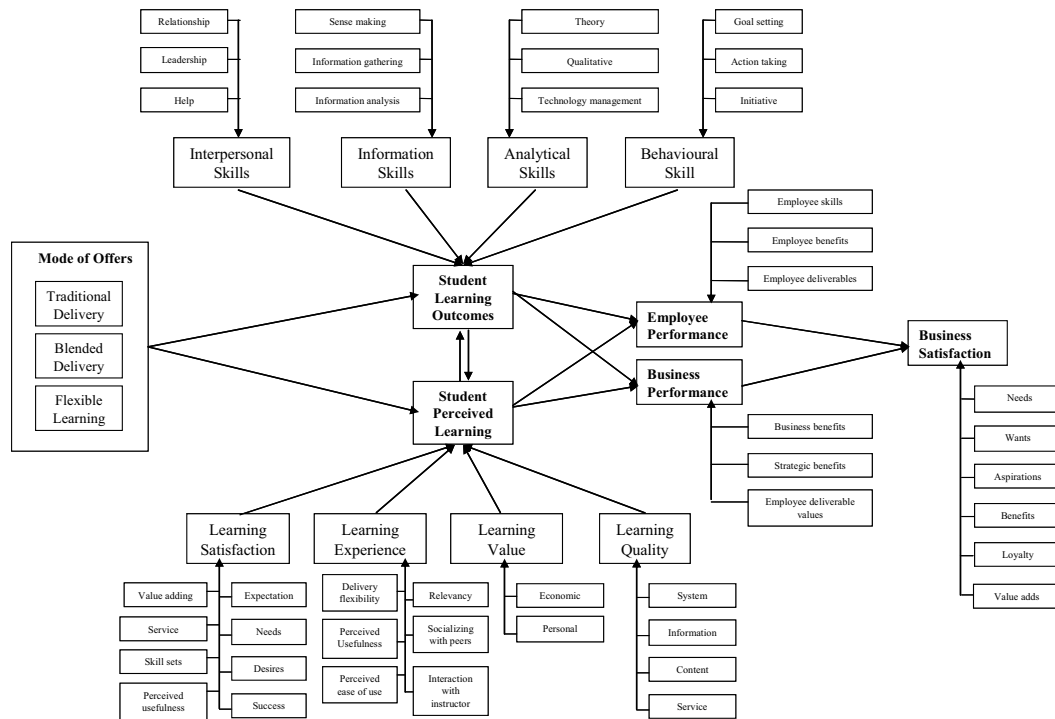 Relationship
Leadership
Help
Sense making
Information gathering
Information analysis
Theory
Qualitative
Technology management
Goal setting
Action taking
Initiative
Interpersonal
Skills
Information
Skills
Analytical
Skills
Behavioural
Skill
Mode of Offers
Traditional
Delivery
Blended
Delivery
Flexible
Learning
Student
Learning
Outcomes
Student
Perceived
Learning
Employee skills
Employee benefits
Employee deliverables
Employee
Performance
Business
Performance
Business benefits
Strategic benefits
Employee deliverable
values
Business
Satisfaction
Needs
Wants
Aspirations
Benefits
Loyalty
Value adds
Learning
Satisfaction
Learning
Experience
Learning
Value
Learning
Quality
Value adding
Service
Skill sets
Perceived
usefulness
Expectation
Needs
Desires
Success
Delivery
flexibility
Perceived
Usefulness
Perceived
ease of use
Relevancy
Socializing
with peers
Interaction
with
instructor
Economic
Personal
System
Information
Content
Service